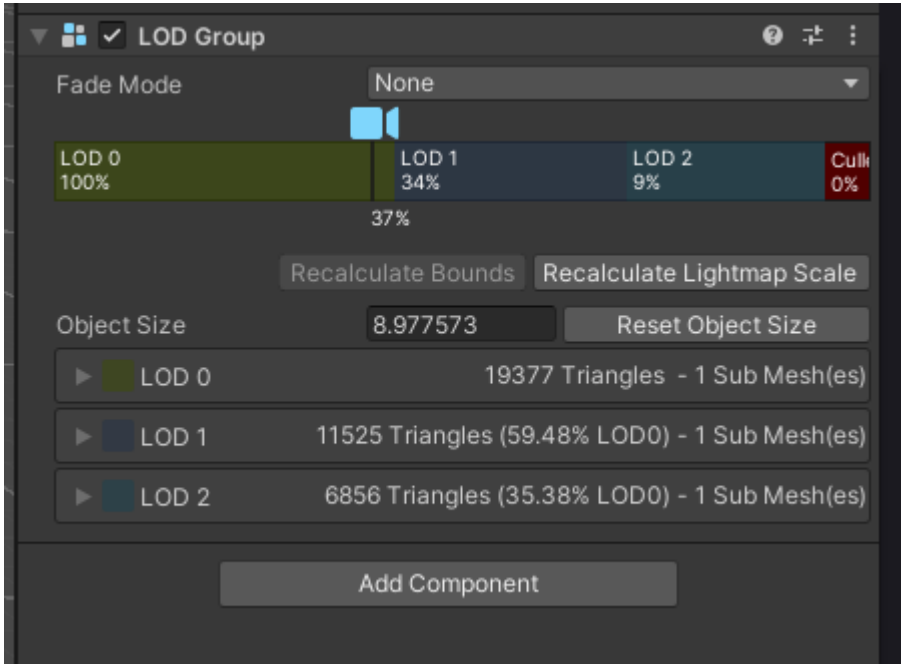 LOD Group
Fade Mode None
LOD 0 LOD 1 LOD 2 Culle
100% 34% 9% 0%
37%
Recalculate Bounds Recalculate Lightmap Scale
Object Size 8.977573 Reset Object Size
LOD 0 19377 Triangles - 1 Sub Mesh(es)
LOD 1 11525 Triangles (59.48% LOD0) - 1 Sub Mesh(es)
LOD 2 6856 Triangles (35.38% LOD0) - 1 Sub Mesh(es)
Add Component